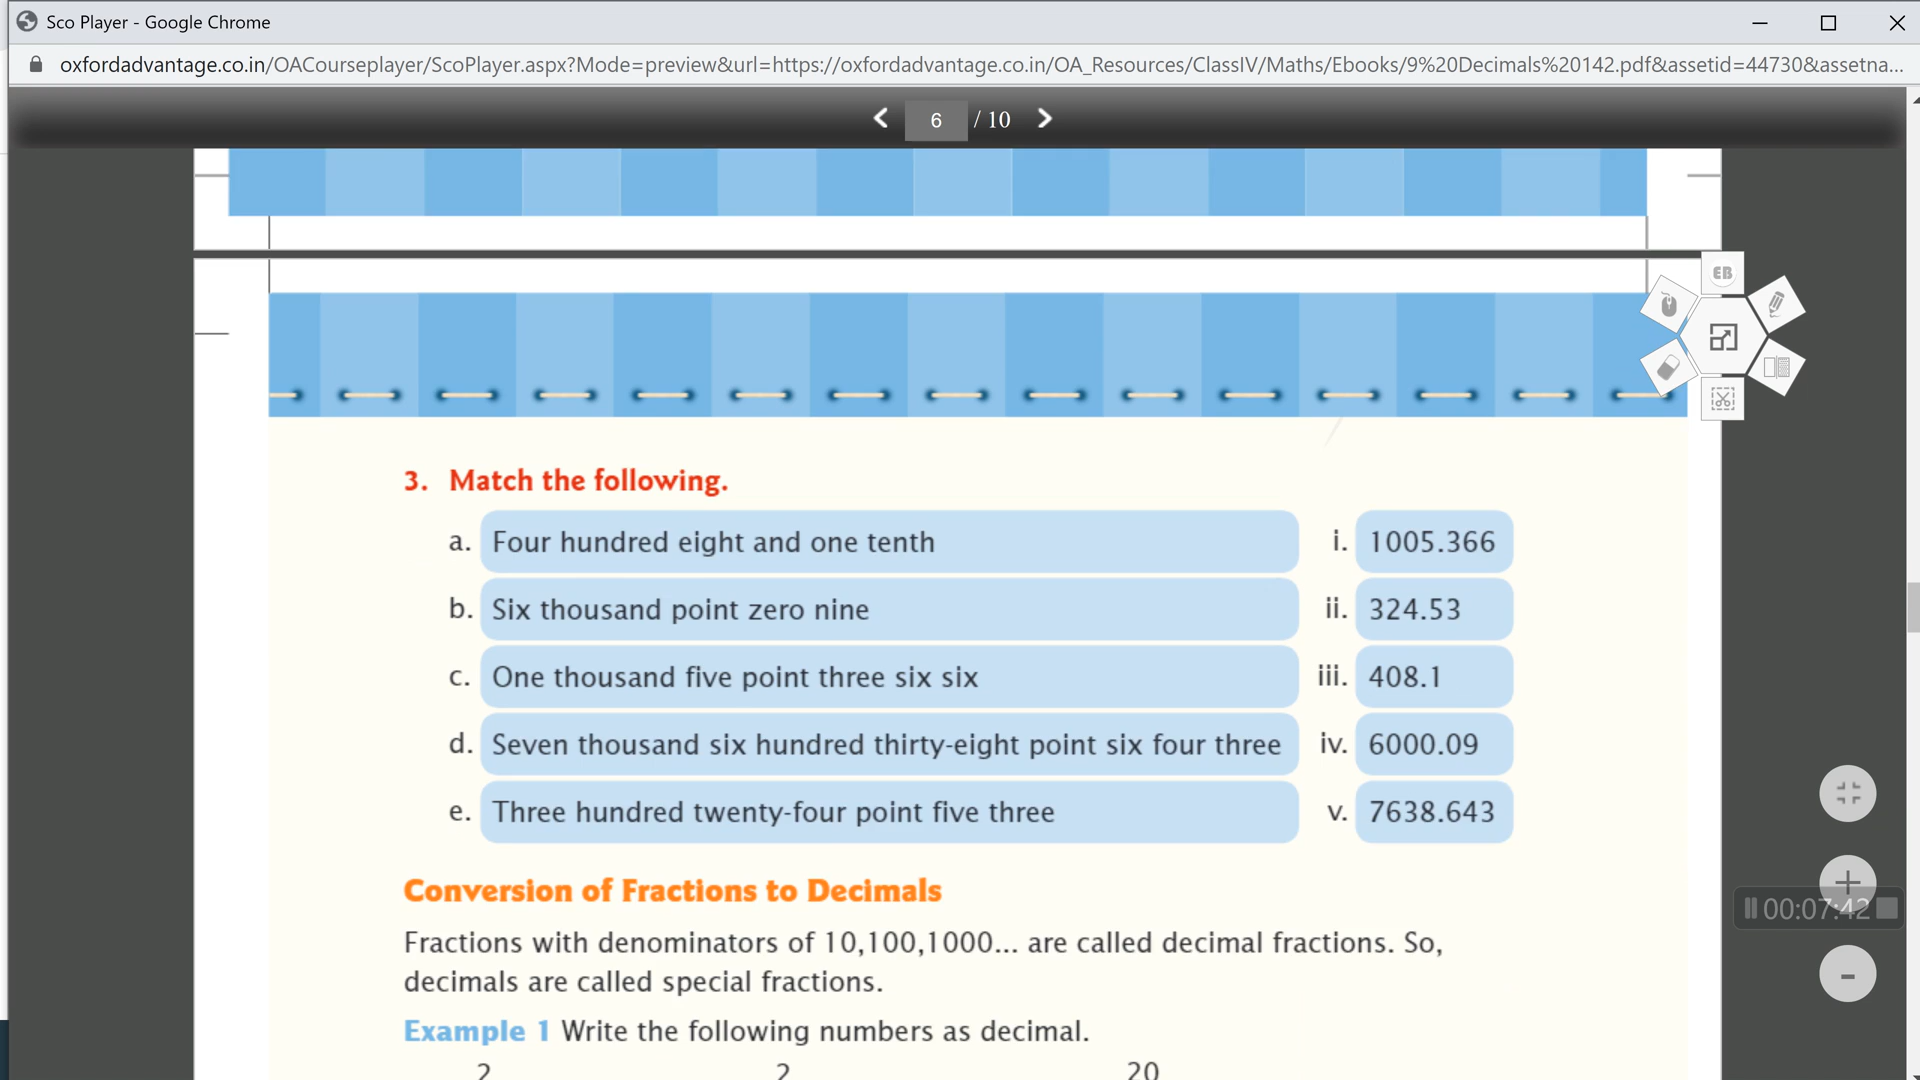 Sco Player - Google Chrome
oxfordadvantage.co.in/OACourseplayer/ScoPlayer.aspx?Mode=preview&url=https://oxfordadvantage.co.in/OA_Resources/ClassIV/Maths/Ebooks/9%20Decimals%20142.pdf&assetid=44730&assetna...
6 / 10
EB
3. Match the following.
a. Four hundred eight and one tenth i. 1005.366
b. Six thousand point zero nine ii. 324.53
c. One thousand five point three six six iii. 408.1
d. Seven thousand six hundred thirty-eight point six four three iv. 6000.09
e. Three hundred twenty-four point five three v. 7638.643
Conversion of Fractions to Decimals
00:07:42
Fractions with denominators of 10,100,1000... are called decimal fractions. So,
decimals are called special fractions.
Example 1 Write the following numbers as decimal.
2 2 20